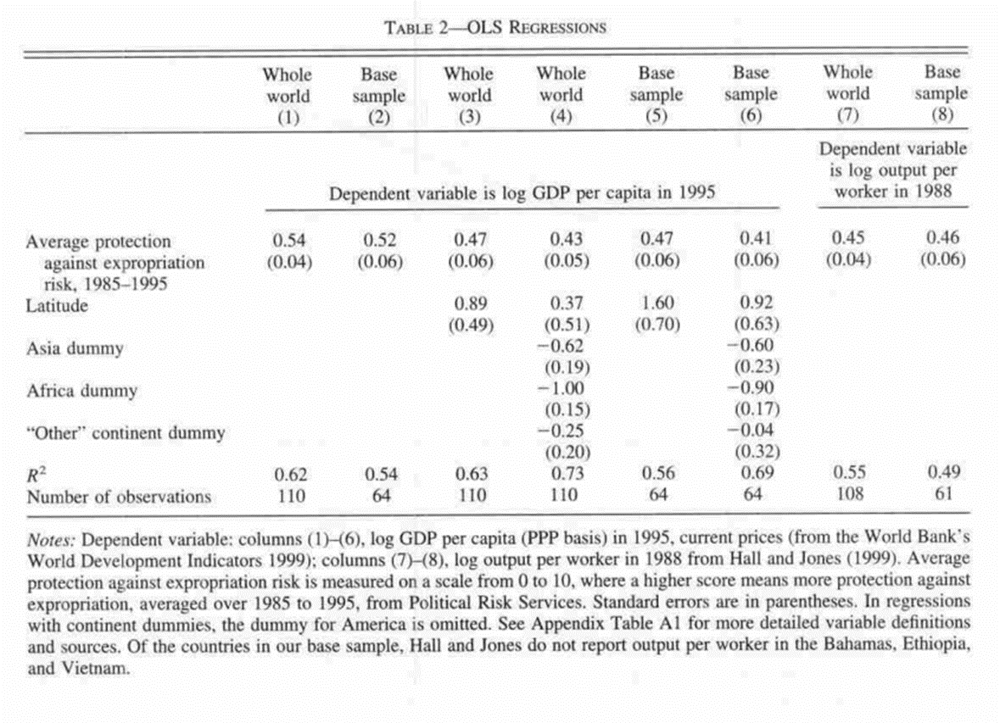 TABLE 2—OLS REGRESSIONS
Whole Base Whole Whole Base Base Whole Base
world sample world world sample sample world sample
(1) (2) (3) (4) (5) (6) (7) (8)
Dependent variable
is log output per
Dependent variable is log GDP per capita in 1995 worker in 1988
Average protection 0.54 0.52 0.47 0.43 0.47 0.41 0.45 0.46
against expropriation (0.04) (0.06) (0.06) (0.05) (0.06) (0.06) (0.04) (0.06)
risk, 1985–1995
Latitude 0.89 0.37 1.60 0.92
(0.49) (0.51) (0.70) (0.63)
Asia dummy −0.62 −0.60
(0.19) (0.23)
Africa dummy −1.00 −0.90
(0.15) (0.17)
“Other” continent dummy −0.25 −0.04
(0.20) (0.32)
R² 0.62 0.54 0.63 0.73 0.56 0.69 0.55 0.49
Number of observations 110 64 110 110 64 64 108 61
Notes: Dependent variable: columns (1)–(6), log GDP per capita (PPP basis) in 1995, current prices (from the World Bank’s
World Development Indicators 1999); columns (7)–(8), log output per worker in 1988 from Hall and Jones (1999). Average
protection against expropriation risk is measured on a scale from 0 to 10, where a higher score means more protection against
expropriation, averaged over 1985 to 1995, from Political Risk Services. Standard errors are in parentheses. In regressions
with continent dummies, the dummy for America is omitted. See Appendix Table A1 for more detailed variable definitions
and sources. Of the countries in our base sample, Hall and Jones do not report output per worker in the Bahamas, Ethiopia,
and Vietnam.